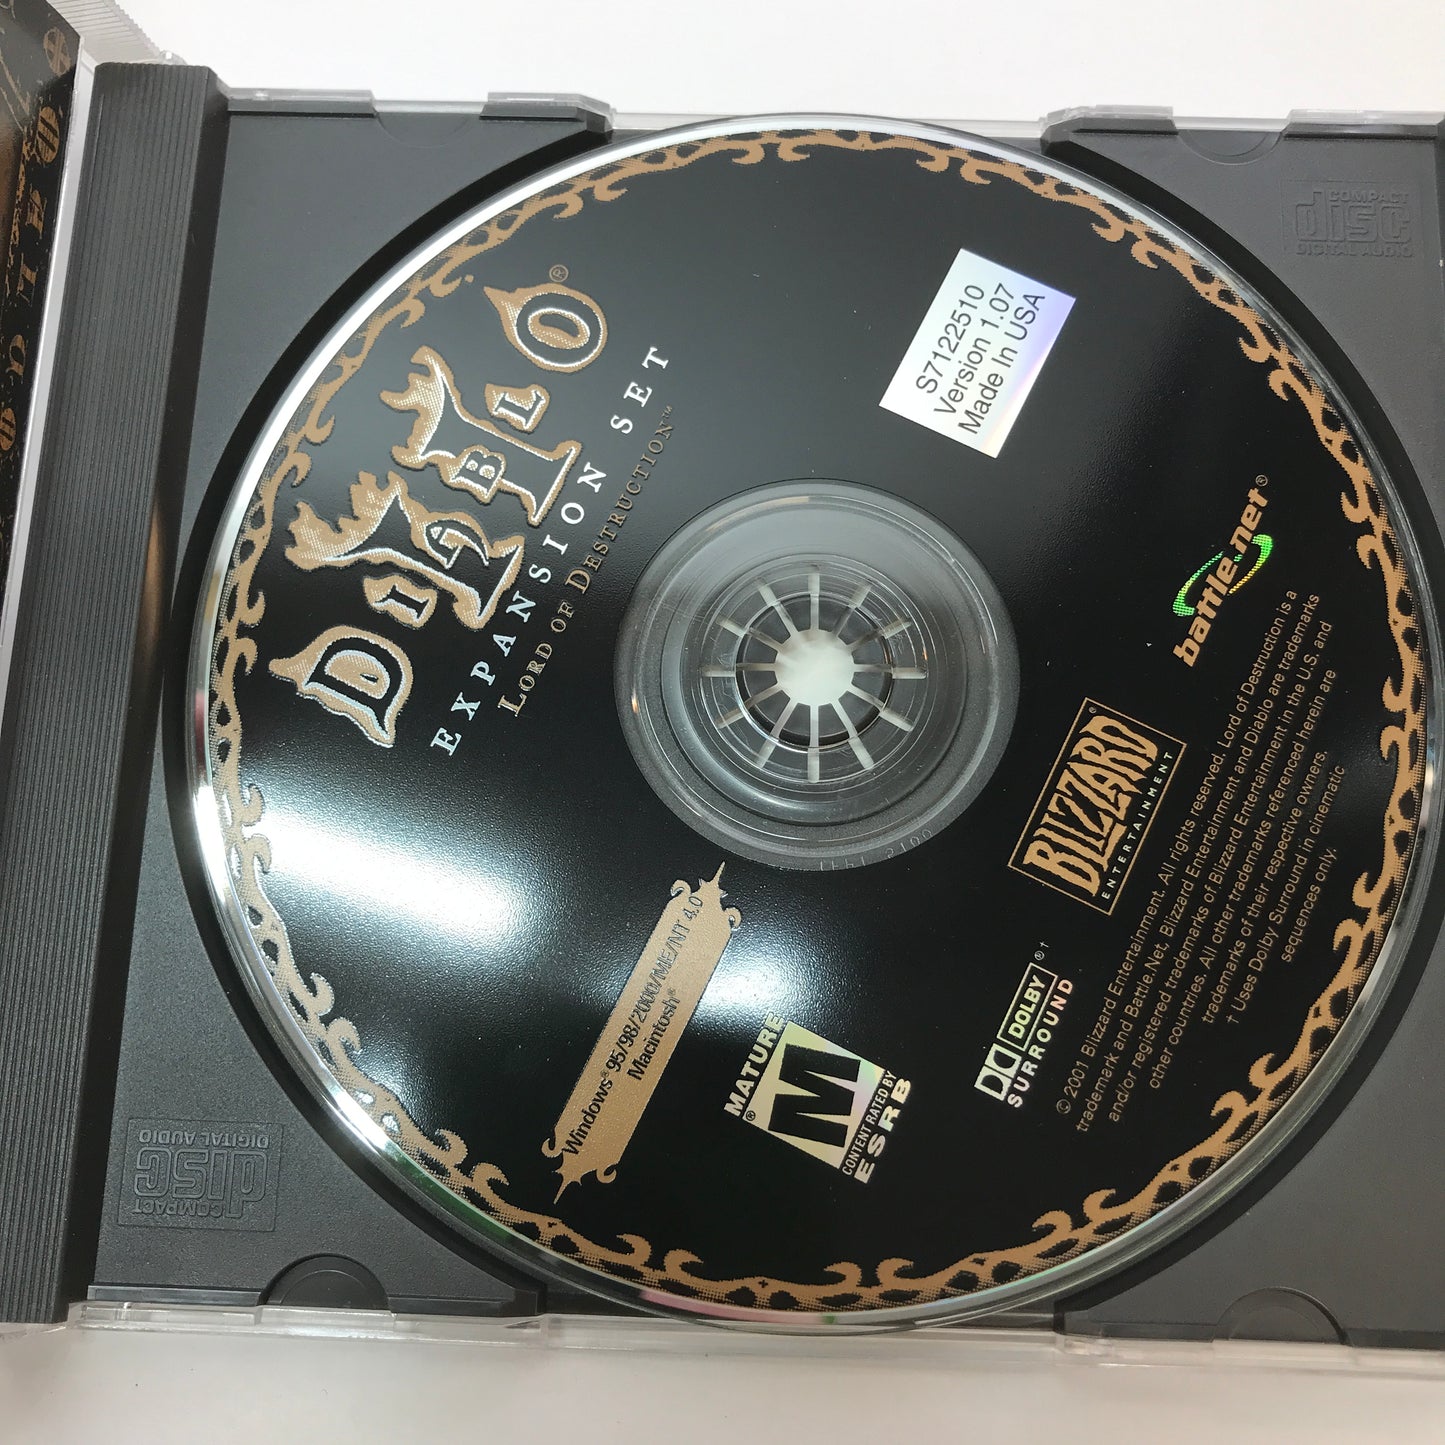 DIABLO®
EXPANSION SET
LORD OF DESTRUCTION™
S7122510
Version 1.07
Made In USA
battle.net®
BLIZZARD®
ENTERTAINMENT
© 2001 Blizzard Entertainment. All rights reserved. Lord of Destruction is a
trademark and Battle.Net, Blizzard Entertainment and Diablo are trademarks
and/or registered trademarks of Blizzard Entertainment in the U.S. and
other countries. All other trademarks referenced herein are
trademarks of their respective owners.
† Uses Dolby Surround in cinematic
sequences only.
DOLBY®†
SURROUND
MATURE
M®
CONTENT RATED BY
ESRB
Windows® 95/98/2000/ME/NT 4.0
Macintosh®
COMPACT
disc
DIGITAL AUDIO
COMPACT
disc
DIGITAL AUDIO